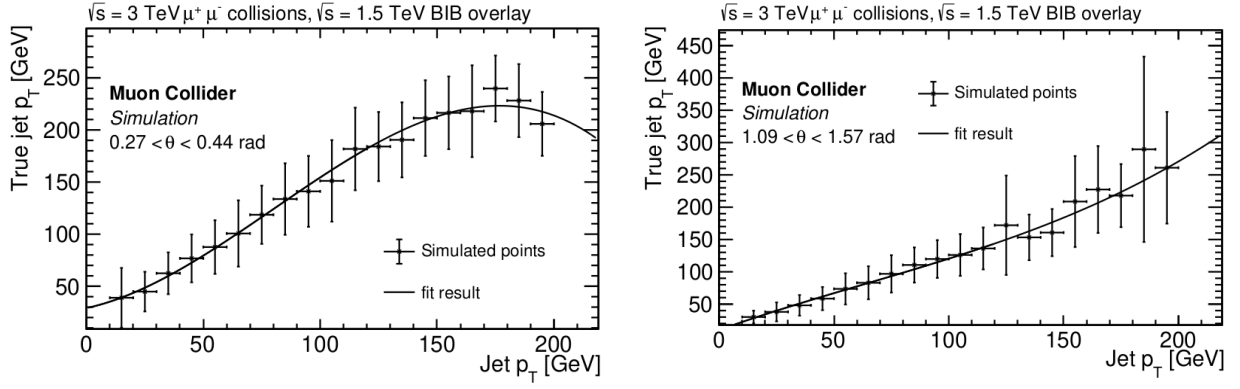 √s = 3 TeV μ⁺ μ⁻ collisions, √s = 1.5 TeV BIB overlay
True jet p_T [GeV]
250
200
150
100
50
Muon Collider
Simulation
0.27 < θ < 0.44 rad
Simulated points
fit result
0 50 100 150 200
Jet p_T [GeV]
√s = 3 TeV μ⁺ μ⁻ collisions, √s = 1.5 TeV BIB overlay
True jet p_T [GeV]
450
400
350
300
250
200
150
100
50
Muon Collider
Simulation
1.09 < θ < 1.57 rad
Simulated points
fit result
0 50 100 150 200
Jet p_T [GeV]